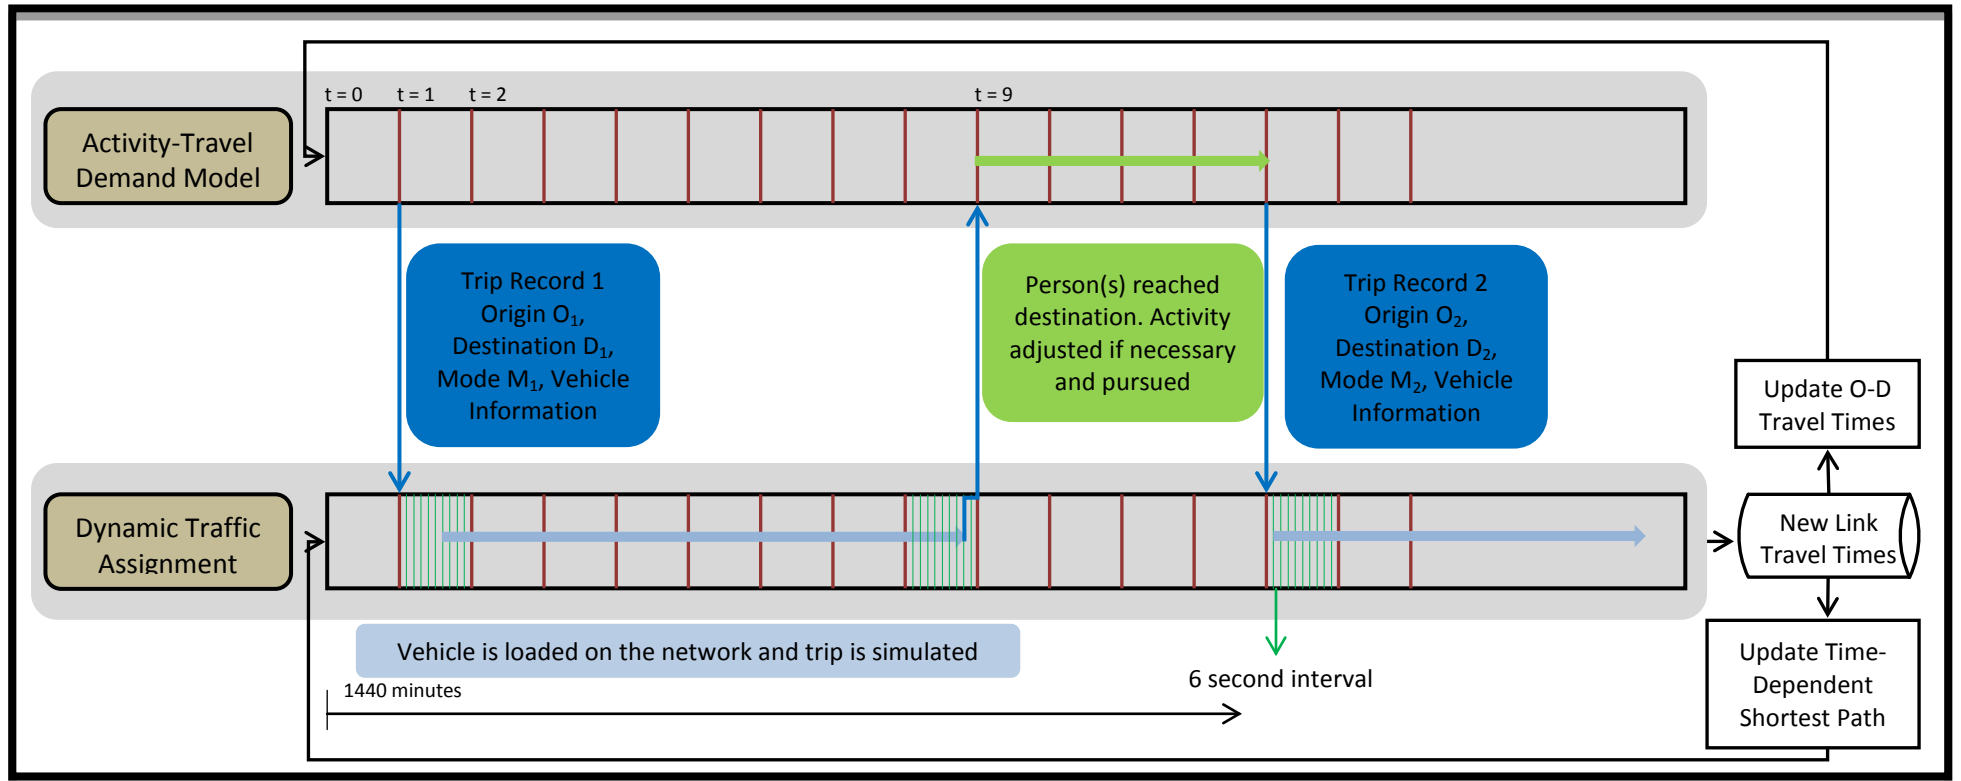 t = 0
t = 1
t = 2
t = 9
Activity-Travel
Demand Model
Trip Record 1
Origin O₁,
Destination D₁,
Mode M₁, Vehicle
Information
Person(s) reached
destination. Activity
adjusted if necessary
and pursued
Trip Record 2
Origin O₂,
Destination D₂,
Mode M₂, Vehicle
Information
Update O-D
Travel Times
Dynamic Traffic
Assignment
New Link
Travel Times
Vehicle is loaded on the network and trip is simulated
6 second interval
1440 minutes
Update Time-
Dependent
Shortest Path